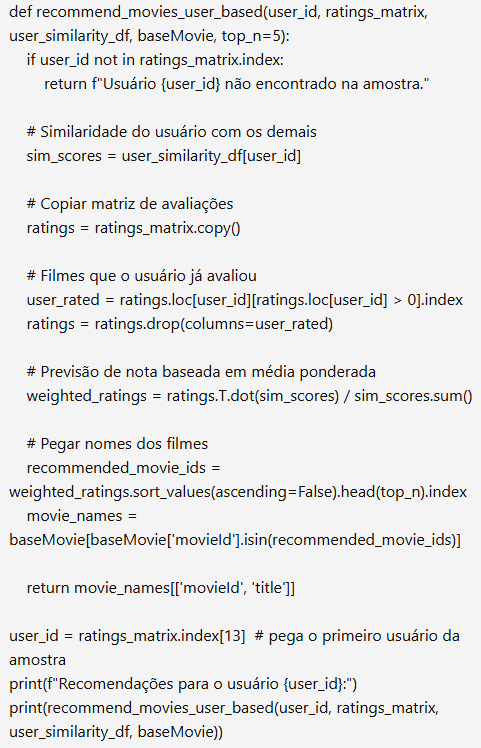 def recommend_movies_user_based(user_id, ratings_matrix,
user_similarity_df, baseMovie, top_n=5):
    if user_id not in ratings_matrix.index:
        return f"Usuário {user_id} não encontrado na amostra."

    # Similaridade do usuário com os demais
    sim_scores = user_similarity_df[user_id]

    # Copiar matriz de avaliações
    ratings = ratings_matrix.copy()

    # Filmes que o usuário já avaliou
    user_rated = ratings.loc[user_id][ratings.loc[user_id] > 0].index
    ratings = ratings.drop(columns=user_rated)

    # Previsão de nota baseada em média ponderada
    weighted_ratings = ratings.T.dot(sim_scores) / sim_scores.sum()

    # Pegar nomes dos filmes
    recommended_movie_ids =
weighted_ratings.sort_values(ascending=False).head(top_n).index
    movie_names =
baseMovie[baseMovie['movieId'].isin(recommended_movie_ids)]

    return movie_names[['movieId', 'title']]

user_id = ratings_matrix.index[13]  # pega o primeiro usuário da
amostra
print(f"Recomendações para o usuário {user_id}:")
print(recommend_movies_user_based(user_id, ratings_matrix,
user_similarity_df, baseMovie))